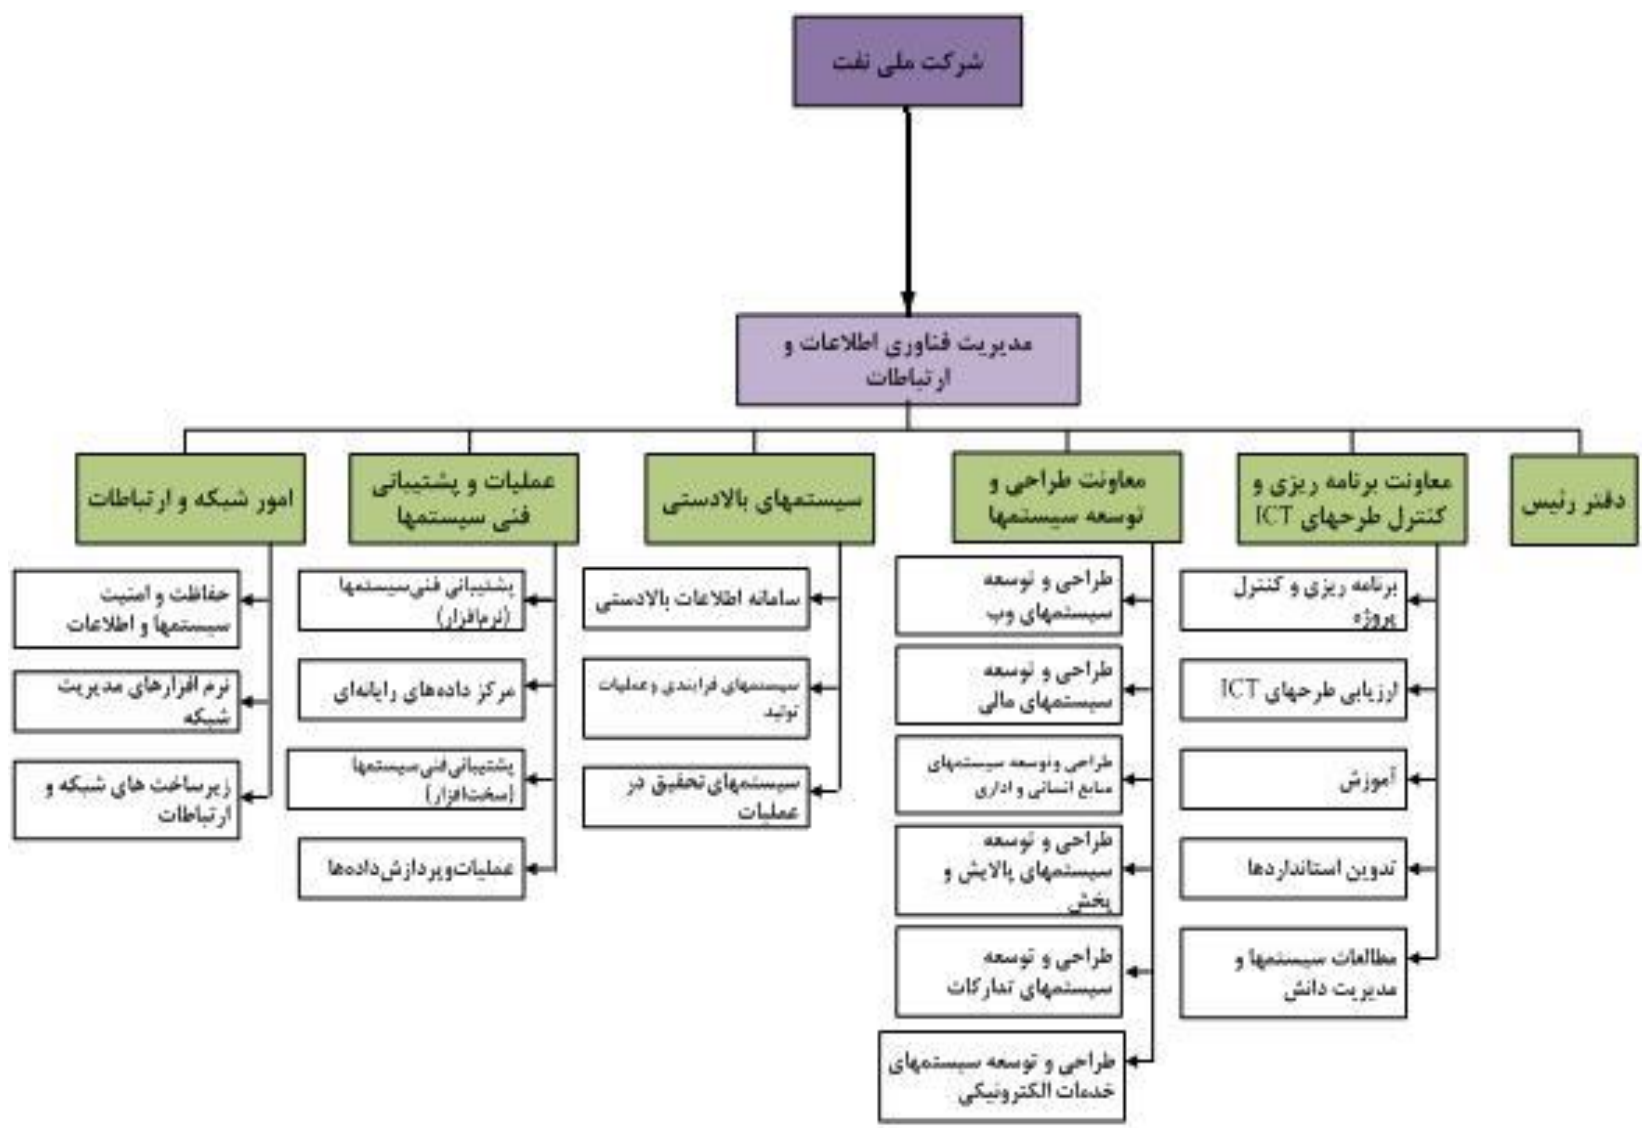 شرکت ملی نفت
مدیریت فناوری اطلاعات و
ارتباطات
دفتر رئیس
معاونت برنامه ریزی و
کنترل طرحهای ICT
برنامه ریزی و کنترل
پروژه
ارزیابی طرحهای ICT
آموزش
تدوین استانداردها
مطالعات سیستمها و
مدیریت دانش
معاونت طراحی و
توسعه سیستمها
طراحی و توسعه
سیستمهای وب
طراحی و توسعه
سیستمهای مالی
طراحی وتوسعه سیستمهای
منابع انسانی و اداری
طراحی و توسعه
سیستمهای پالایش و
پخش
طراحی و توسعه
سیستمهای تدارکات
طراحی و توسعه سیستمهای
خدمات الکترونیکی
سیستمهای بالادستی
سامانه اطلاعات بالادستی
سیستمهای فرایندی وعملیات
تولید
سیستمهای تحقیق در
عملیات
عملیات و پشتیبانی
فنی سیستمها
پشتیبانی فنی سیستمها
(نرم‌افزار)
مرکز داده‌های رایانه‌ای
پشتیبانی فنی سیستمها
(سخت‌افزار)
عملیات وپردازش داده‌ها
امور شبکه و ارتباطات
حفاظت و امنیت
سیستمها و اطلاعات
نرم افزارهای مدیریت
شبکه
زیرساخت های شبکه و
ارتباطات